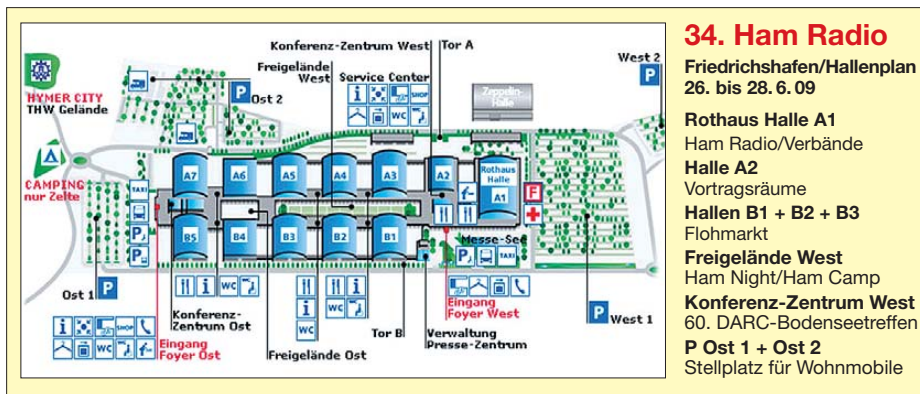 34. Ham Radio
Friedrichshafen/Hallenplan
26. bis 28. 6. 09
Rothaus Halle A1
Ham Radio/Verbände
Halle A2
Vortragsräume
Hallen B1 + B2 + B3
Flohmarkt
Freigelände West
Ham Night/Ham Camp
Konferenz-Zentrum West
60. DARC-Bodenseetreffen
P Ost 1 + Ost 2
Stellplatz für Wohnmobile
Konferenz-Zentrum West
Tor A
Freigelände
West
Service Center
West 2
P
P
Ost 2
i
SHOP
WC
Zeppelin-
Halle
HYMER CITY
THW Gelände
CAMPING
nur Zelte
A7
A6
A5
A4
A3
A2
Rothaus
Halle
A1
F
TAXI
P
P
B5
B4
B3
B2
B1
Messe-See
P
TAXI
Ost 1
P
i
WC
i
WC
i
WC
Eingang
Foyer West
P
West 1
Konferenz-
Zentrum Ost
Tor B
Verwaltung
Presse-Zentrum
i
SHOP
WC
Eingang
Foyer Ost
Freigelände Ost